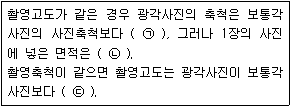 촬영고도가 같은 경우 광각사진의 축척은 보통각
사진의 사진축척보다 ( ㉠ ), 그러나 1장의 사진
에 넣은 면적은 ( ㉡ ).
촬영축척이 같으면 촬영고도는 광각사진이 보통각
사진보다 ( ㉢ ).